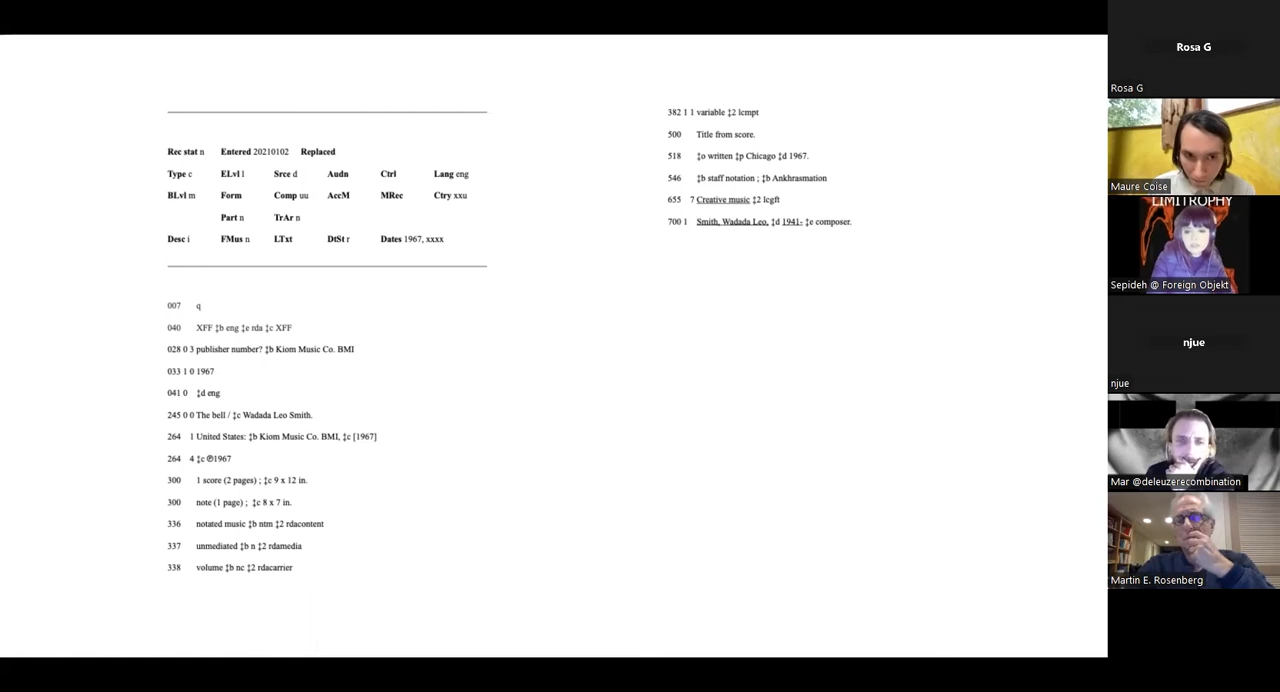 Rec stat n Entered 20210102 Replaced
Type c ELvl l Srce d Audn Ctrl Lang eng
BLvl m Form Comp uu AccM MRec Ctry xxu
Part n TrAr n
Desc i FMus n LTxt DtSt r Dates 1967, xxxx
007 q
040 XFF ‡b eng ‡e rda ‡c XFF
028 0 3 publisher number? ‡b Kiom Music Co. BMI
033 1 0 1967
041 0 ‡d eng
245 0 0 The bell / ‡c Wadada Leo Smith.
264 1 United States: ‡b Kiom Music Co. BMI, ‡c [1967]
264 4 ‡c ℗1967
300 1 score (2 pages) ; ‡c 9 x 12 in.
300 note (1 page) ; ‡c 8 x 7 in.
336 notated music ‡b ntm ‡2 rdacontent
337 unmediated ‡b n ‡2 rdamedia
338 volume ‡b nc ‡2 rdacarrier
382 1 1 variable ‡2 lcmpt
500 Title from score.
518 ‡o written ‡p Chicago ‡d 1967.
546 ‡b staff notation ; ‡b Ankhrasmation
655 7 Creative music ‡2 lcgft
700 1 Smith, Wadada Leo, ‡d 1941- ‡e composer.
Rosa G
Rosa G
Maure Coise
LIMITROPHY
Sepideh @ Foreign Objekt
njue
njue
Mar @deleuzerecombination
Martin E. Rosenberg